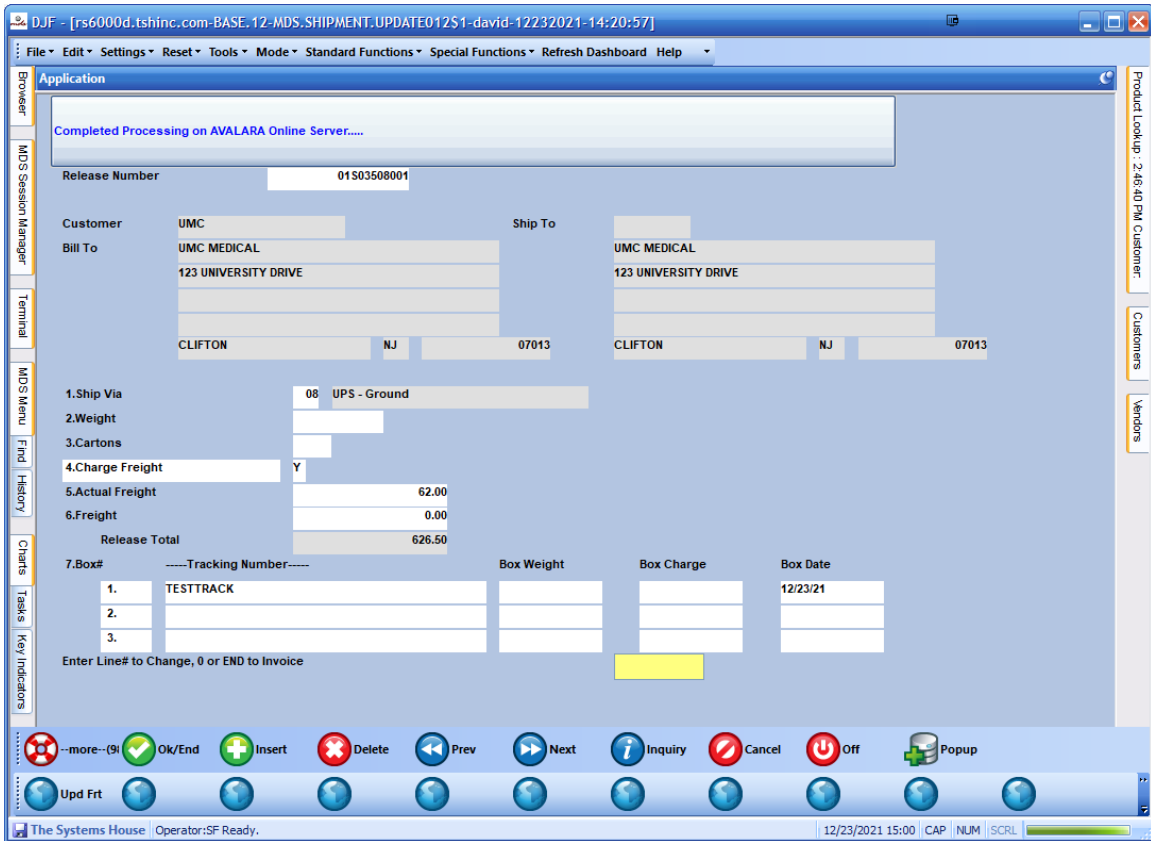 DJF - [rs6000d.tshinc.com-BASE.12-MDS.SHIPMENT.UPDATE012S1-david-12232021-14:20:57]
File Edit Settings Reset Tools Mode Standard Functions Special Functions Refresh Dashboard Help
Application
Completed Processing on AVALARA Online Server.....
Release Number 01S03508001
Customer UMC Ship To
Bill To UMC MEDICAL UMC MEDICAL
123 UNIVERSITY DRIVE 123 UNIVERSITY DRIVE
CLIFTON NJ 07013 CLIFTON NJ 07013
1.Ship Via 08 UPS - Ground
2.Weight
3.Cartons
4.Charge Freight Y
5.Actual Freight 62.00
6.Freight 0.00
Release Total 626.50
7.Box# -----Tracking Number----- Box Weight Box Charge Box Date
1. TESTTRACK 12/23/21
2.
3.
Enter Line# to Change, 0 or END to Invoice
Browser
MDS Session Manager
Terminal
MDS Menu
Find
History
Charts
Tasks
Key Indicators
Product Lookup : 2:46:40 PM Customer:
Customers
Vendors
--more--(98 Ok/End Insert Delete Prev Next Inquiry Cancel Off Popup
Upd Frt
The Systems House Operator:SF Ready. 12/23/2021 15:00 CAP NUM SCRL